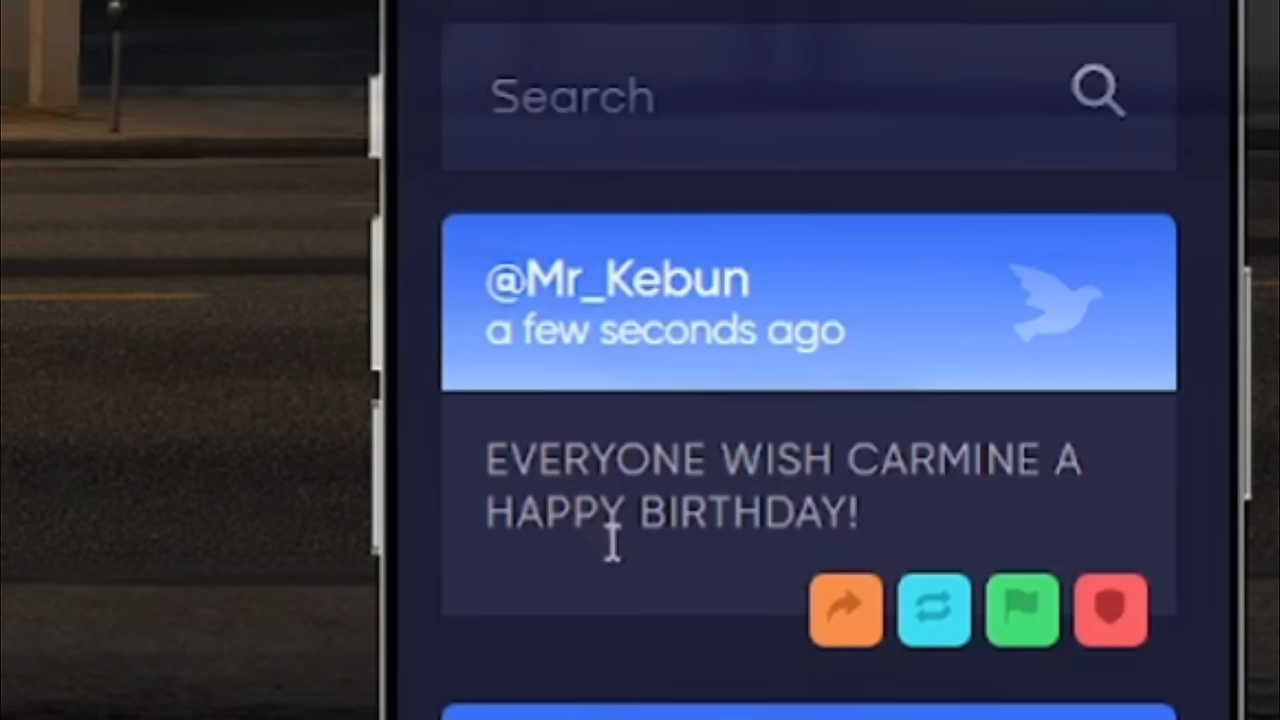 Search
@Mr_Kebun
a few seconds ago
EVERYONE WISH CARMINE A
HAPPY BIRTHDAY!